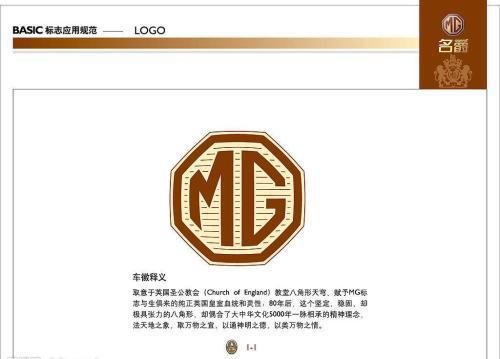 BASIC 标志应用规范 —— LOGO
MG
名爵
MG
车徽释义
取意于英国圣公教会（Church of England）教堂八角形天穹，赋予MG标
志与生俱来的纯正英国皇室血统和灵性，80年后，这个坚定，稳固，却
极具张力的八角形，却偶合了大中华文化5000年一脉相承的精神理念，
法天地之象，取万物之宜，以通神明之德，以类万物之情。
1-1